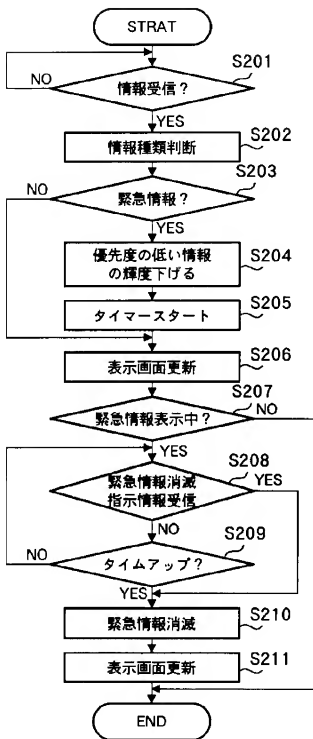 STRAT
S201
NO
情報受信？
YES
S202
情報種類判断
S203
NO
緊急情報？
YES
S204
優先度の低い情報
の輝度下げる
S205
タイマースタート
S206
表示画面更新
S207
NO
緊急情報表示中？
YES
S208
YES
緊急情報消滅
指示情報受信
NO
S209
NO
タイムアップ？
YES
S210
緊急情報消滅
S211
表示画面更新
END